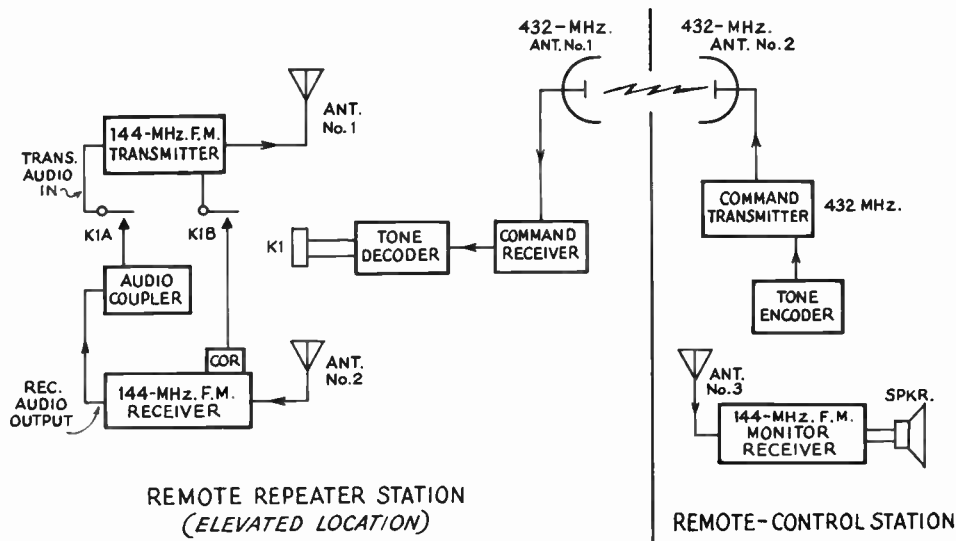 432-MHz.
ANT. No.1
432-MHz.
ANT. No. 2
ANT.
No. 1
144-MHz. F.M.
TRANSMITTER
TRANS.
AUDIO
IN
K1A
K1B
AUDIO
COUPLER
K1
TONE
DECODER
COMMAND
RECEIVER
COMMAND
TRANSMITTER
432 MHz.
TONE
ENCODER
COR
ANT.
No.2
REC.
AUDIO
OUTPUT
144-MHz. F.M.
RECEIVER
ANT.
No.3
144-MHz. F.M.
MONITOR
RECEIVER
SPKR.
REMOTE REPEATER STATION
(ELEVATED LOCATION)
REMOTE-CONTROL STATION